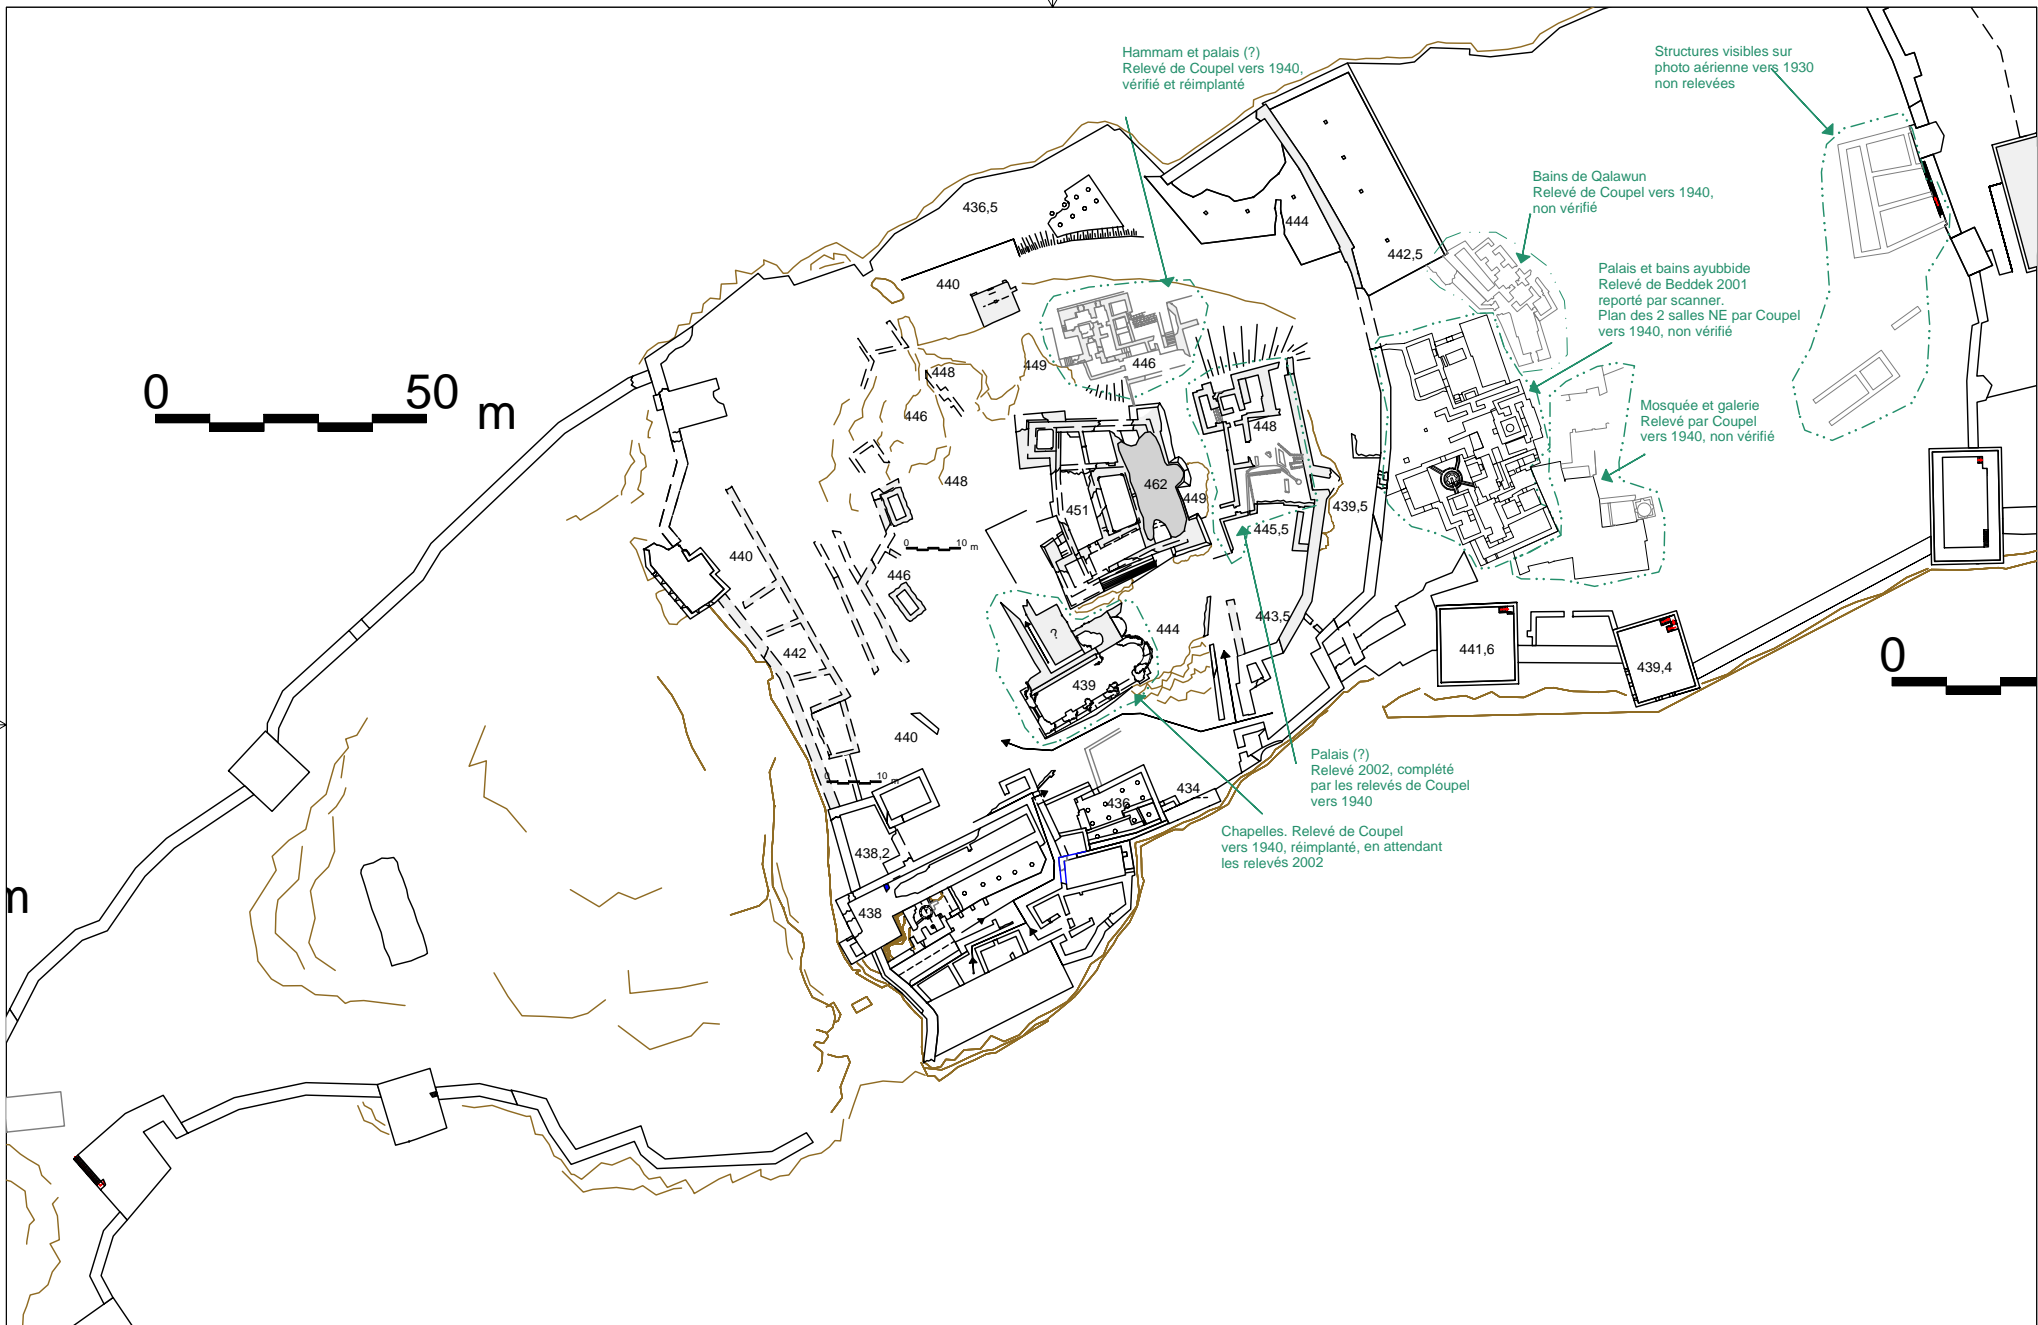 Hammam et palais (?)
Relevé de Coupel vers 1940,
vérifié et réimplanté
Structures visibles sur
photo aérienne vers 1930
non relevées
Bains de Qalawun
Relevé de Coupel vers 1940,
non vérifié
Palais et bains ayubbide
Relevé de Beddek 2001
reporté par scanner.
Plan des 2 salles NE par Coupel
vers 1940, non vérifié
Mosquée et galerie
Relevé par Coupel
vers 1940, non vérifié
Palais (?)
Relevé 2002, complété
par les relevés de Coupel
vers 1940
Chapelles. Relevé de Coupel
vers 1940, réimplanté, en attendant
les relevés 2002
0 50 m
436,5
444
442,5
440
449
446
448
446
448
448
462
449
451
445,5
439,5
0 10 m
440
446
443,5
444
?
442
439
441,6
439,4
0
440
0 10 m
436
434
438,2
438
m